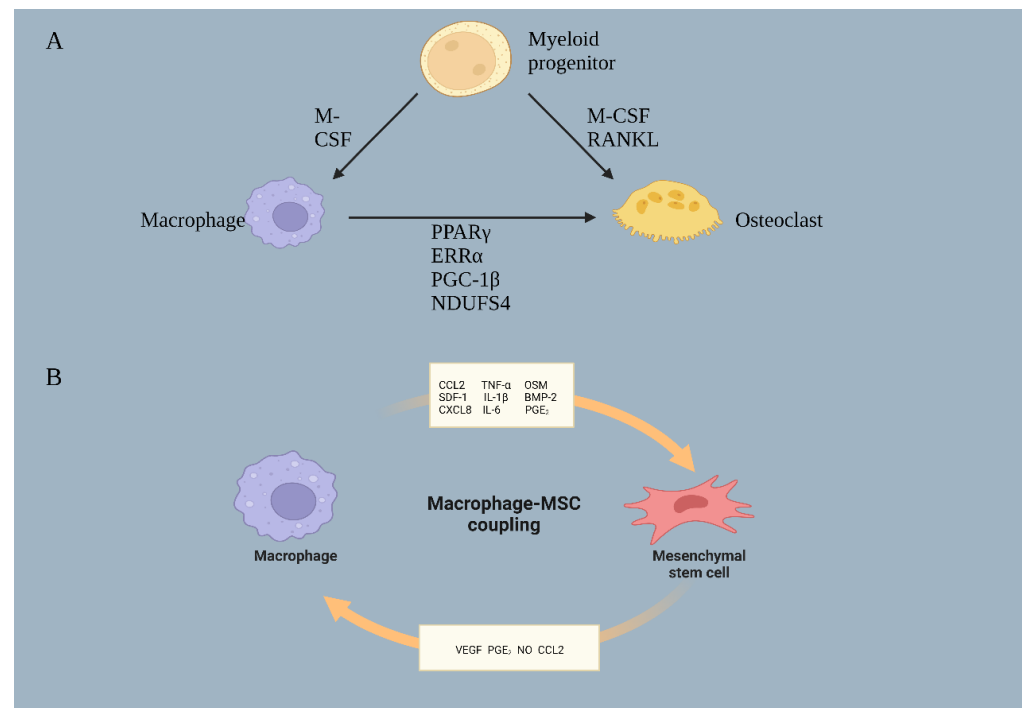 A
Myeloid
progenitor
M-
CSF
M-CSF
RANKL
Macrophage
Osteoclast
PPARγ
ERRα
PGC-1β
NDUFS4
B
CCL2 TNF-α OSM
SDF-1 IL-1β BMP-2
CXCL8 IL-6 PGE₂
Macrophage-MSC
coupling
Macrophage
Mesenchymal
stem cell
VEGF PGE₂ NO CCL2